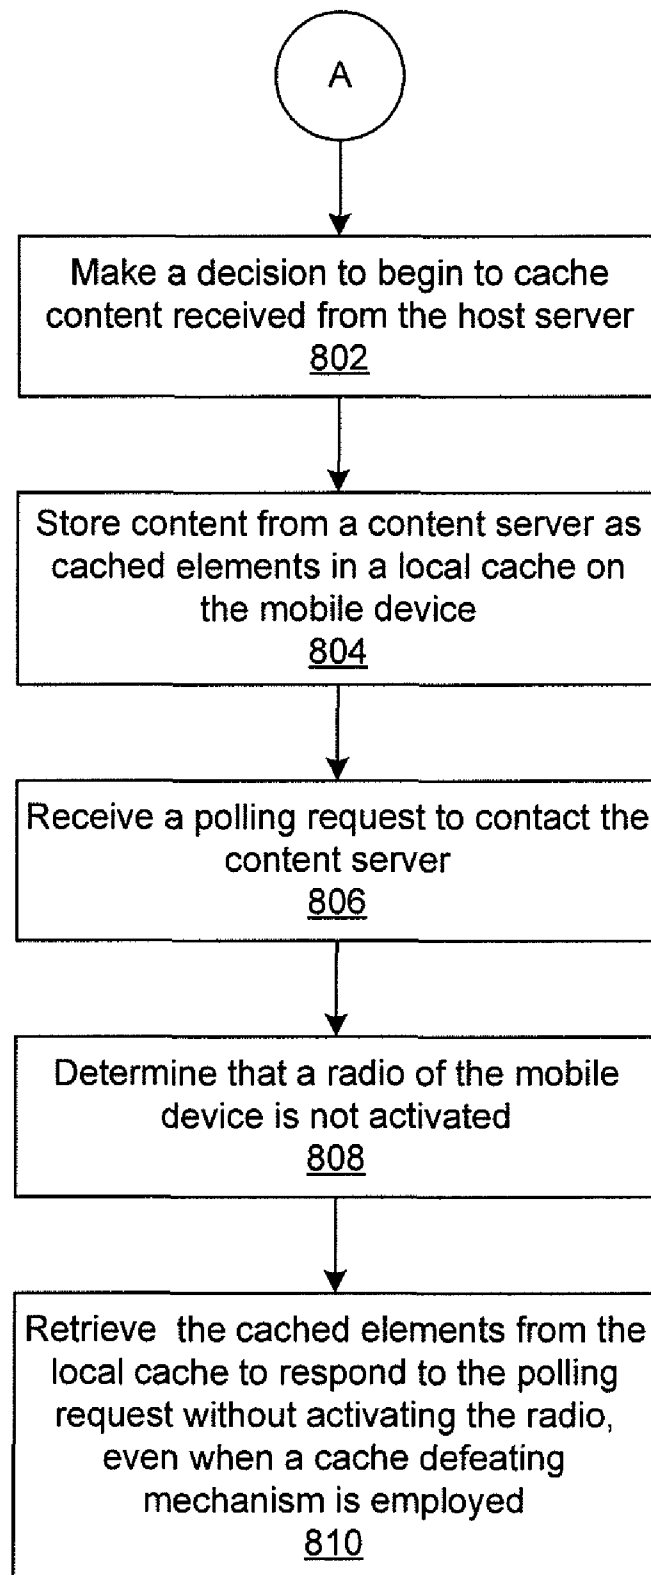 A
Make a decision to begin to cache
content received from the host server
802
Store content from a content server as
cached elements in a local cache on
the mobile device
804
Receive a polling request to contact the
content server
806
Determine that a radio of the mobile
device is not activated
808
Retrieve the cached elements from the
local cache to respond to the polling
request without activating the radio,
even when a cache defeating
mechanism is employed
810